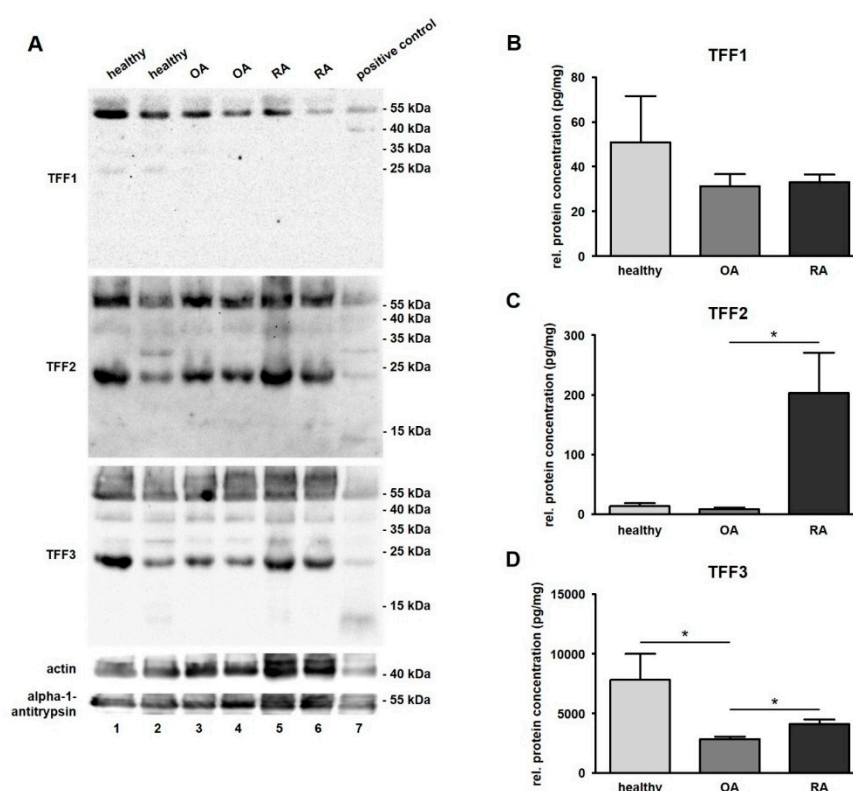 A
healthy
healthy
OA
OA
RA
RA
positive control
TFF1
- 55 kDa
- 40 kDa
- 35 kDa
- 25 kDa
TFF2
- 55 kDa
- 40 kDa
- 35 kDa
- 25 kDa
- 15 kDa
TFF3
- 55 kDa
- 40 kDa
- 35 kDa
- 25 kDa
- 15 kDa
actin
- 40 kDa
alpha-1-
antitrypsin
- 55 kDa
1 2 3 4 5 6 7
B
TFF1
rel. protein concentration (pg/mg)
80
60
40
20
0
healthy OA RA
C
TFF2
rel. protein concentration (pg/mg)
300
200
100
0
*
healthy OA RA
D
TFF3
rel. protein concentration (pg/mg)
15000
10000
5000
0
*
*
healthy OA RA